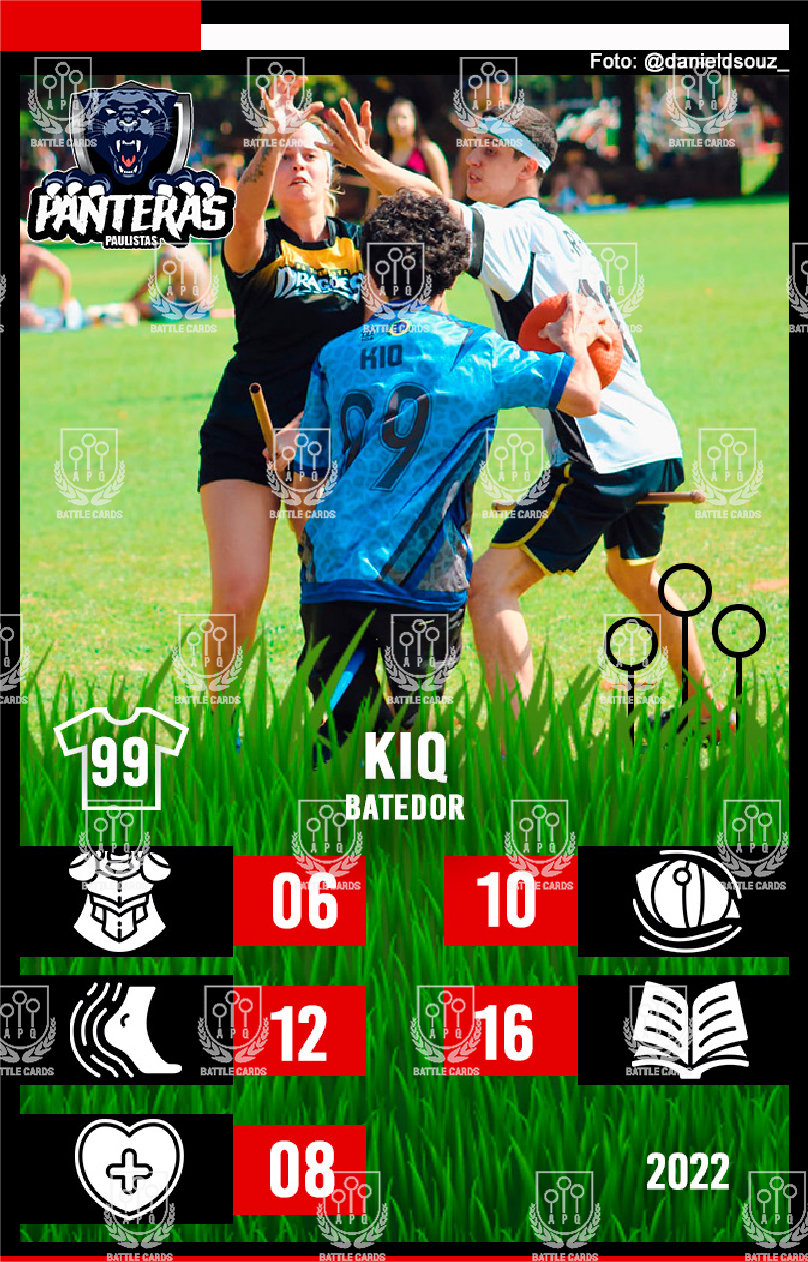 Foto: @danieldsouz_
PANTERAS
PAULISTAS
DRAGÕES
KIQ
99
99
KIQ
BATEDOR
06
10
12
16
08
2022
APQ
BATTLE CARDS